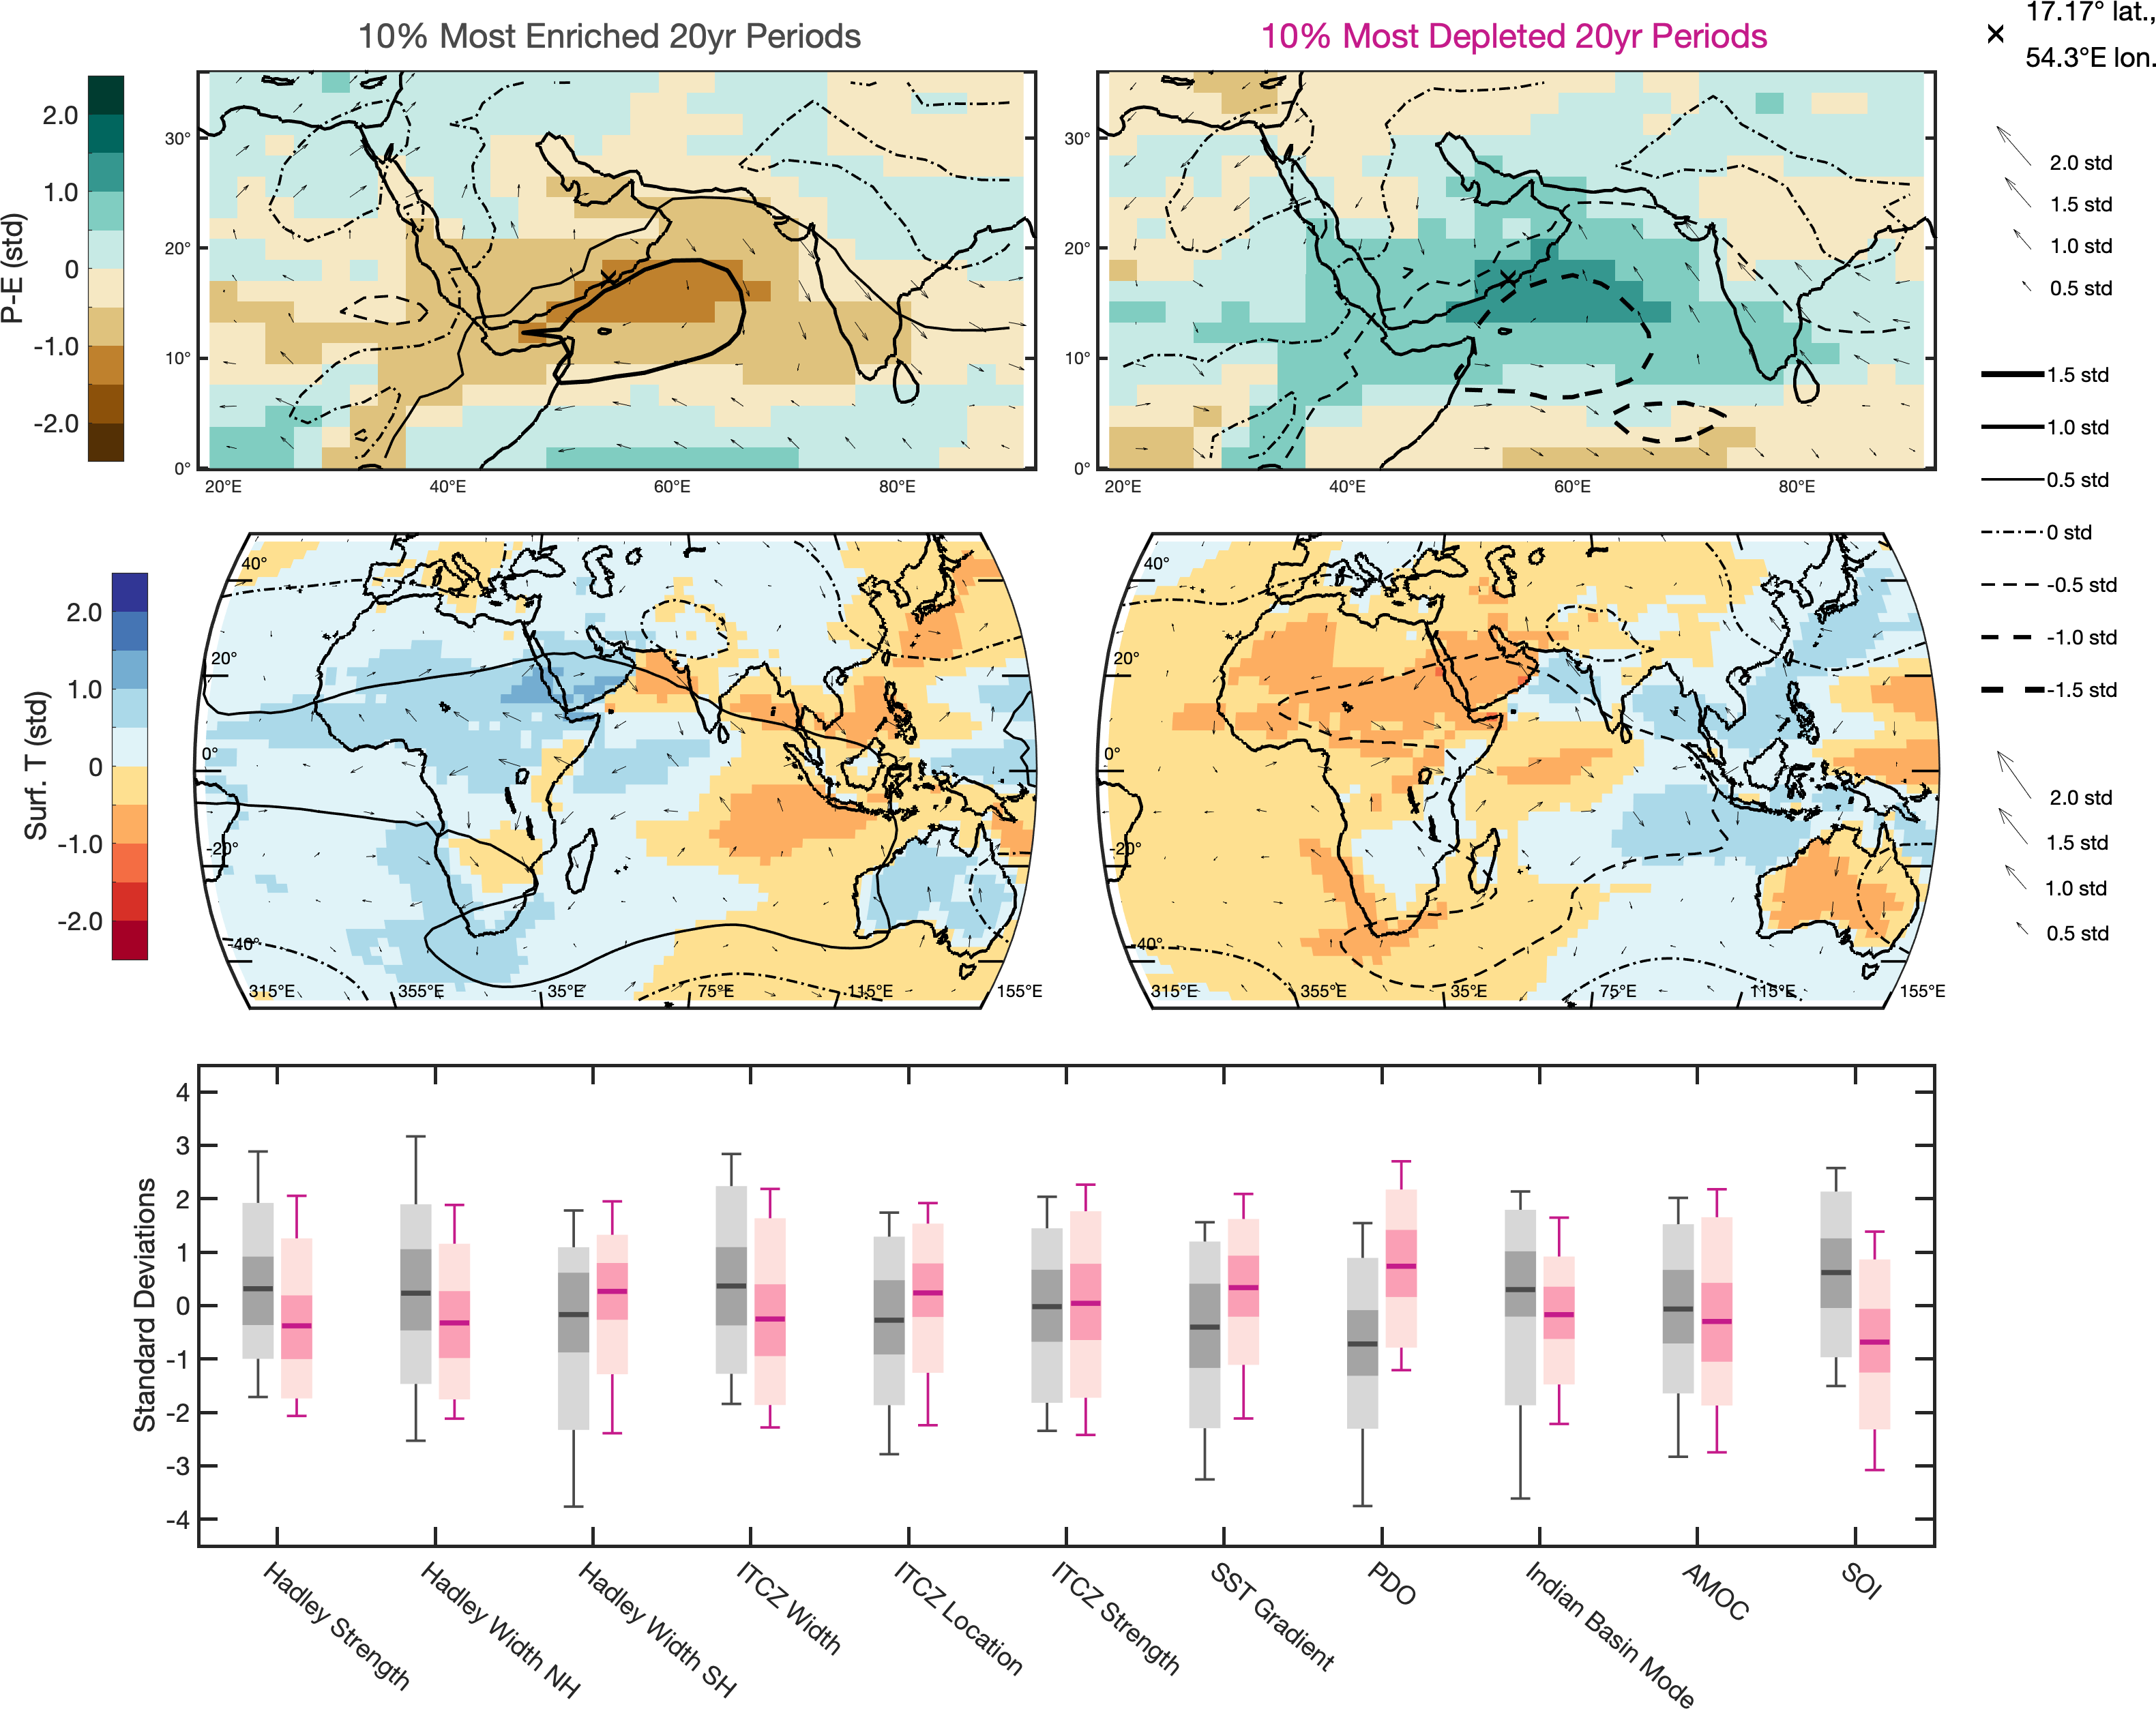 10% Most Enriched 20yr Periods
10% Most Depleted 20yr Periods
17.17° lat.,
54.3°E lon.
P-E (std)
2.0
1.0
0
-1.0
-2.0
30°
20°
10°
0°
20°E 40°E 60°E 80°E
30°
20°
10°
0°
20°E 40°E 60°E 80°E
2.0 std
1.5 std
1.0 std
0.5 std
1.5 std
1.0 std
0.5 std
0 std
-0.5 std
-1.0 std
-1.5 std
2.0 std
1.5 std
1.0 std
0.5 std
Surf. T (std)
2.0
1.0
0
-1.0
-2.0
40°
20°
0°
-20°
-40°
315°E 355°E 35°E 75°E 115°E 155°E
40°
20°
0°
-20°
-40°
315°E 355°E 35°E 75°E 115°E 155°E
Standard Deviations
4
3
2
1
0
-1
-2
-3
-4
Hadley Strength
Hadley Width NH
Hadley Width SH
ITCZ Width
ITCZ Location
ITCZ Strength
SST Gradient
PDO
Indian Basin Mode
AMOC
SOI